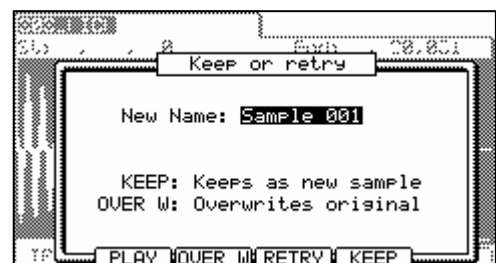 Keep or retry
New Name: Sample 001
KEEP: Keeps as new sample
OVER W: Overwrites original
PLAY OVER W RETRY KEEP